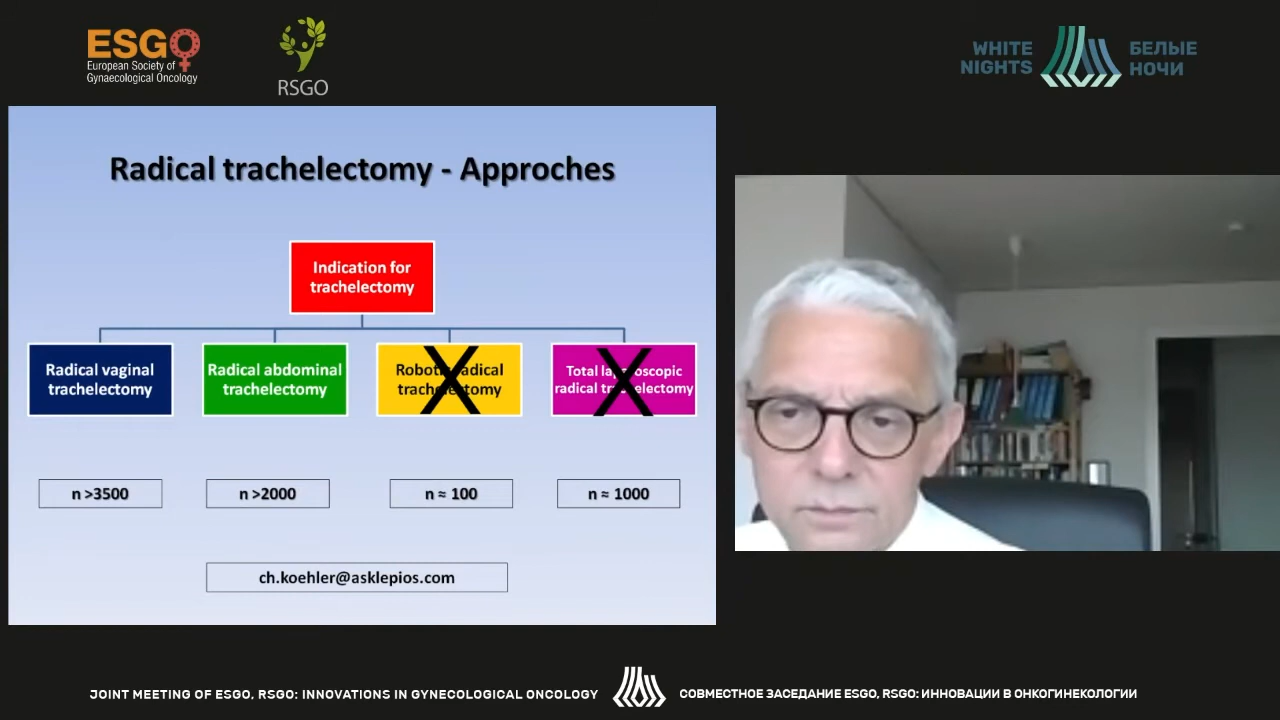 ESGO
European Society of
Gynaecological Oncology
RSGO
WHITE
NIGHTS
БЕЛЫЕ
НОЧИ
Radical trachelectomy - Approches
Indication for
trachelectomy
Radical vaginal
trachelectomy
Radical abdominal
trachelectomy
Robotic radical
trachelectomy
Total laparoscopic
radical trachelectomy
n >3500
n >2000
n ≈ 100
n ≈ 1000
ch.koehler@asklepios.com
JOINT MEETING OF ESGO, RSGO: INNOVATIONS IN GYNECOLOGICAL ONCOLOGY
СОВМЕСТНОЕ ЗАСЕДАНИЕ ESGO, RSGO: ИННОВАЦИИ В ОНКОГИНЕКОЛОГИИ